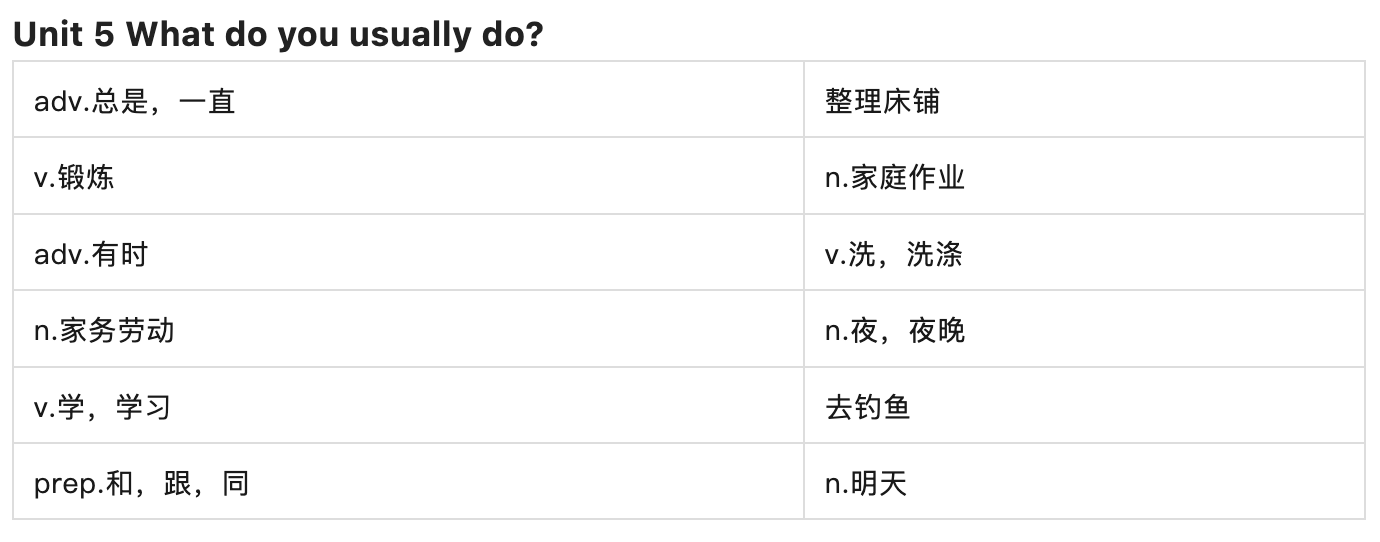 Unit 5 What do you usually do?
adv.总是，一直
整理床铺
v.锻炼
n.家庭作业
adv.有时
v.洗，洗涤
n.家务劳动
n.夜，夜晚
v.学，学习
去钓鱼
prep.和，跟，同
n.明天